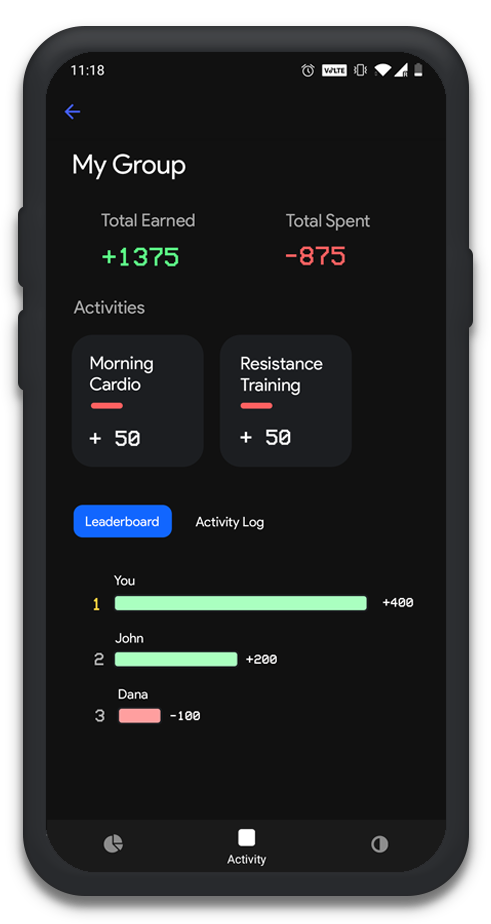 11:18
VoLTE
My Group
Total Earned Total Spent
+1375 -875
Activities
Morning Resistance
Cardio Training
+ 50 + 50
Leaderboard Activity Log
You
1 +400
John
2 +200
Dana
3 -100
Activity